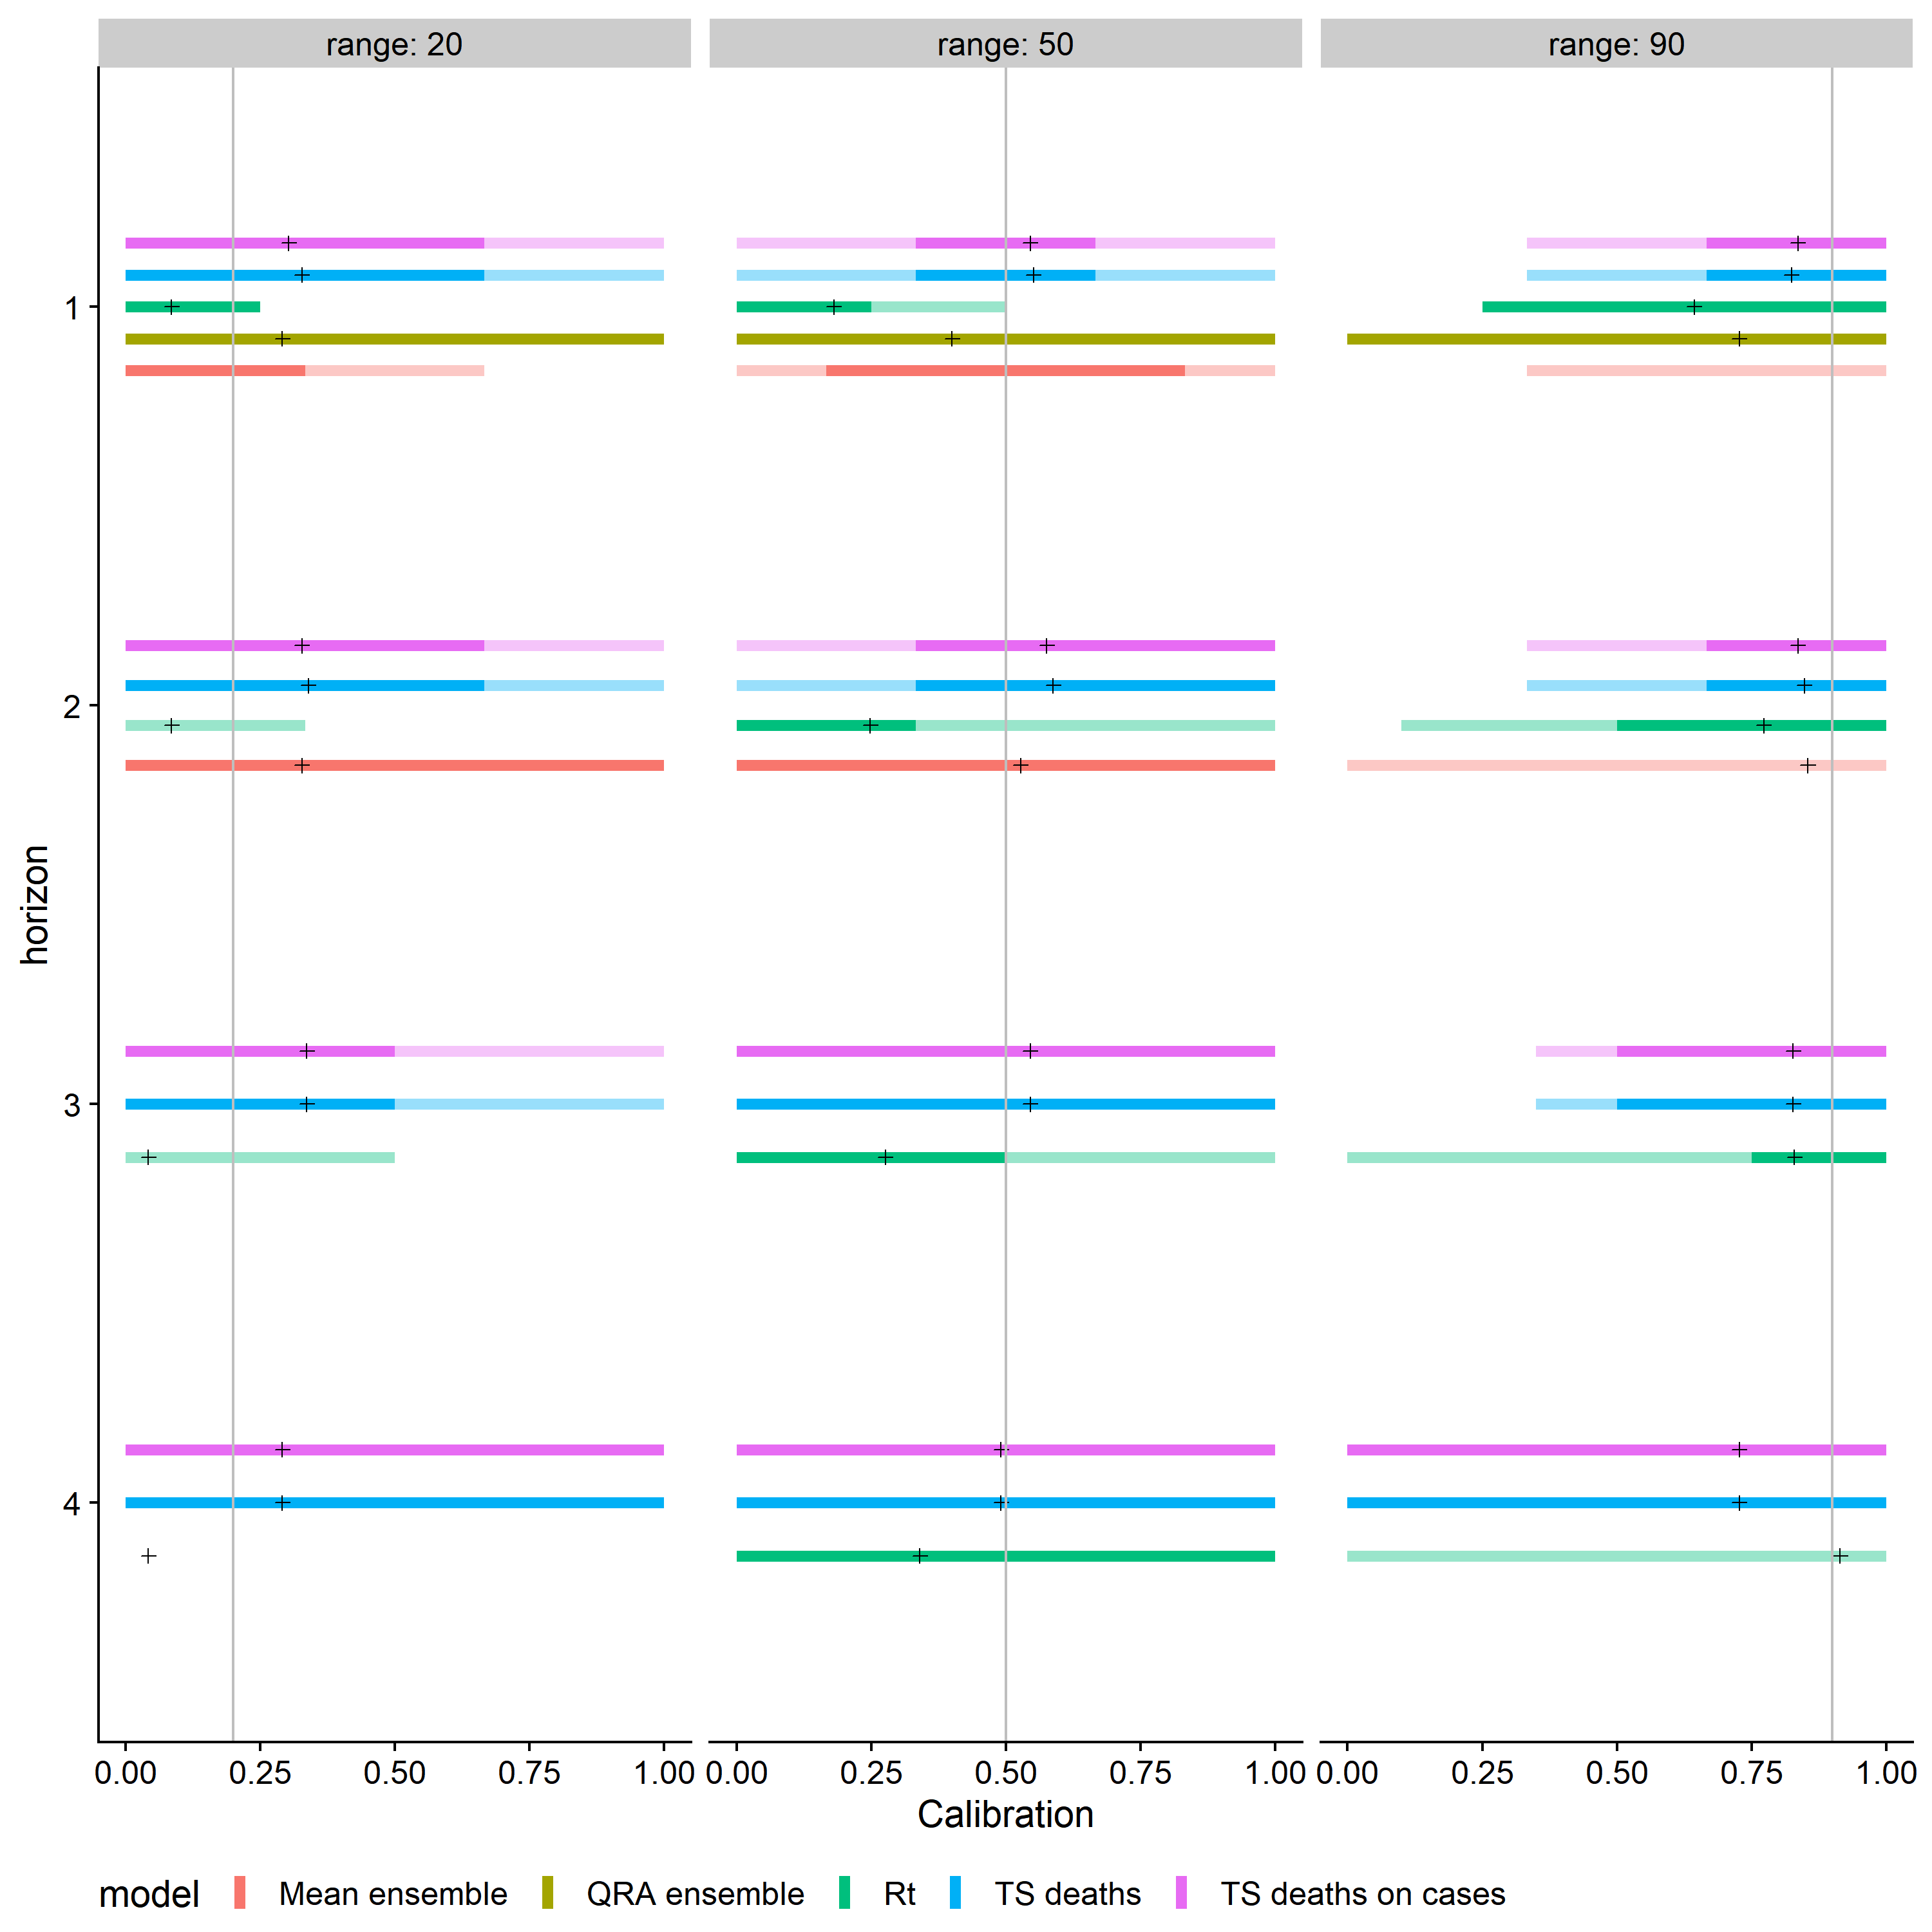 range: 20 range: 50 range: 90
1
2
3
4
horizon
0.00 0.25 0.50 0.75 1.00 0.00 0.25 0.50 0.75 1.00 0.00 0.25 0.50 0.75 1.00
Calibration
model Mean ensemble QRA ensemble Rt TS deaths TS deaths on cases